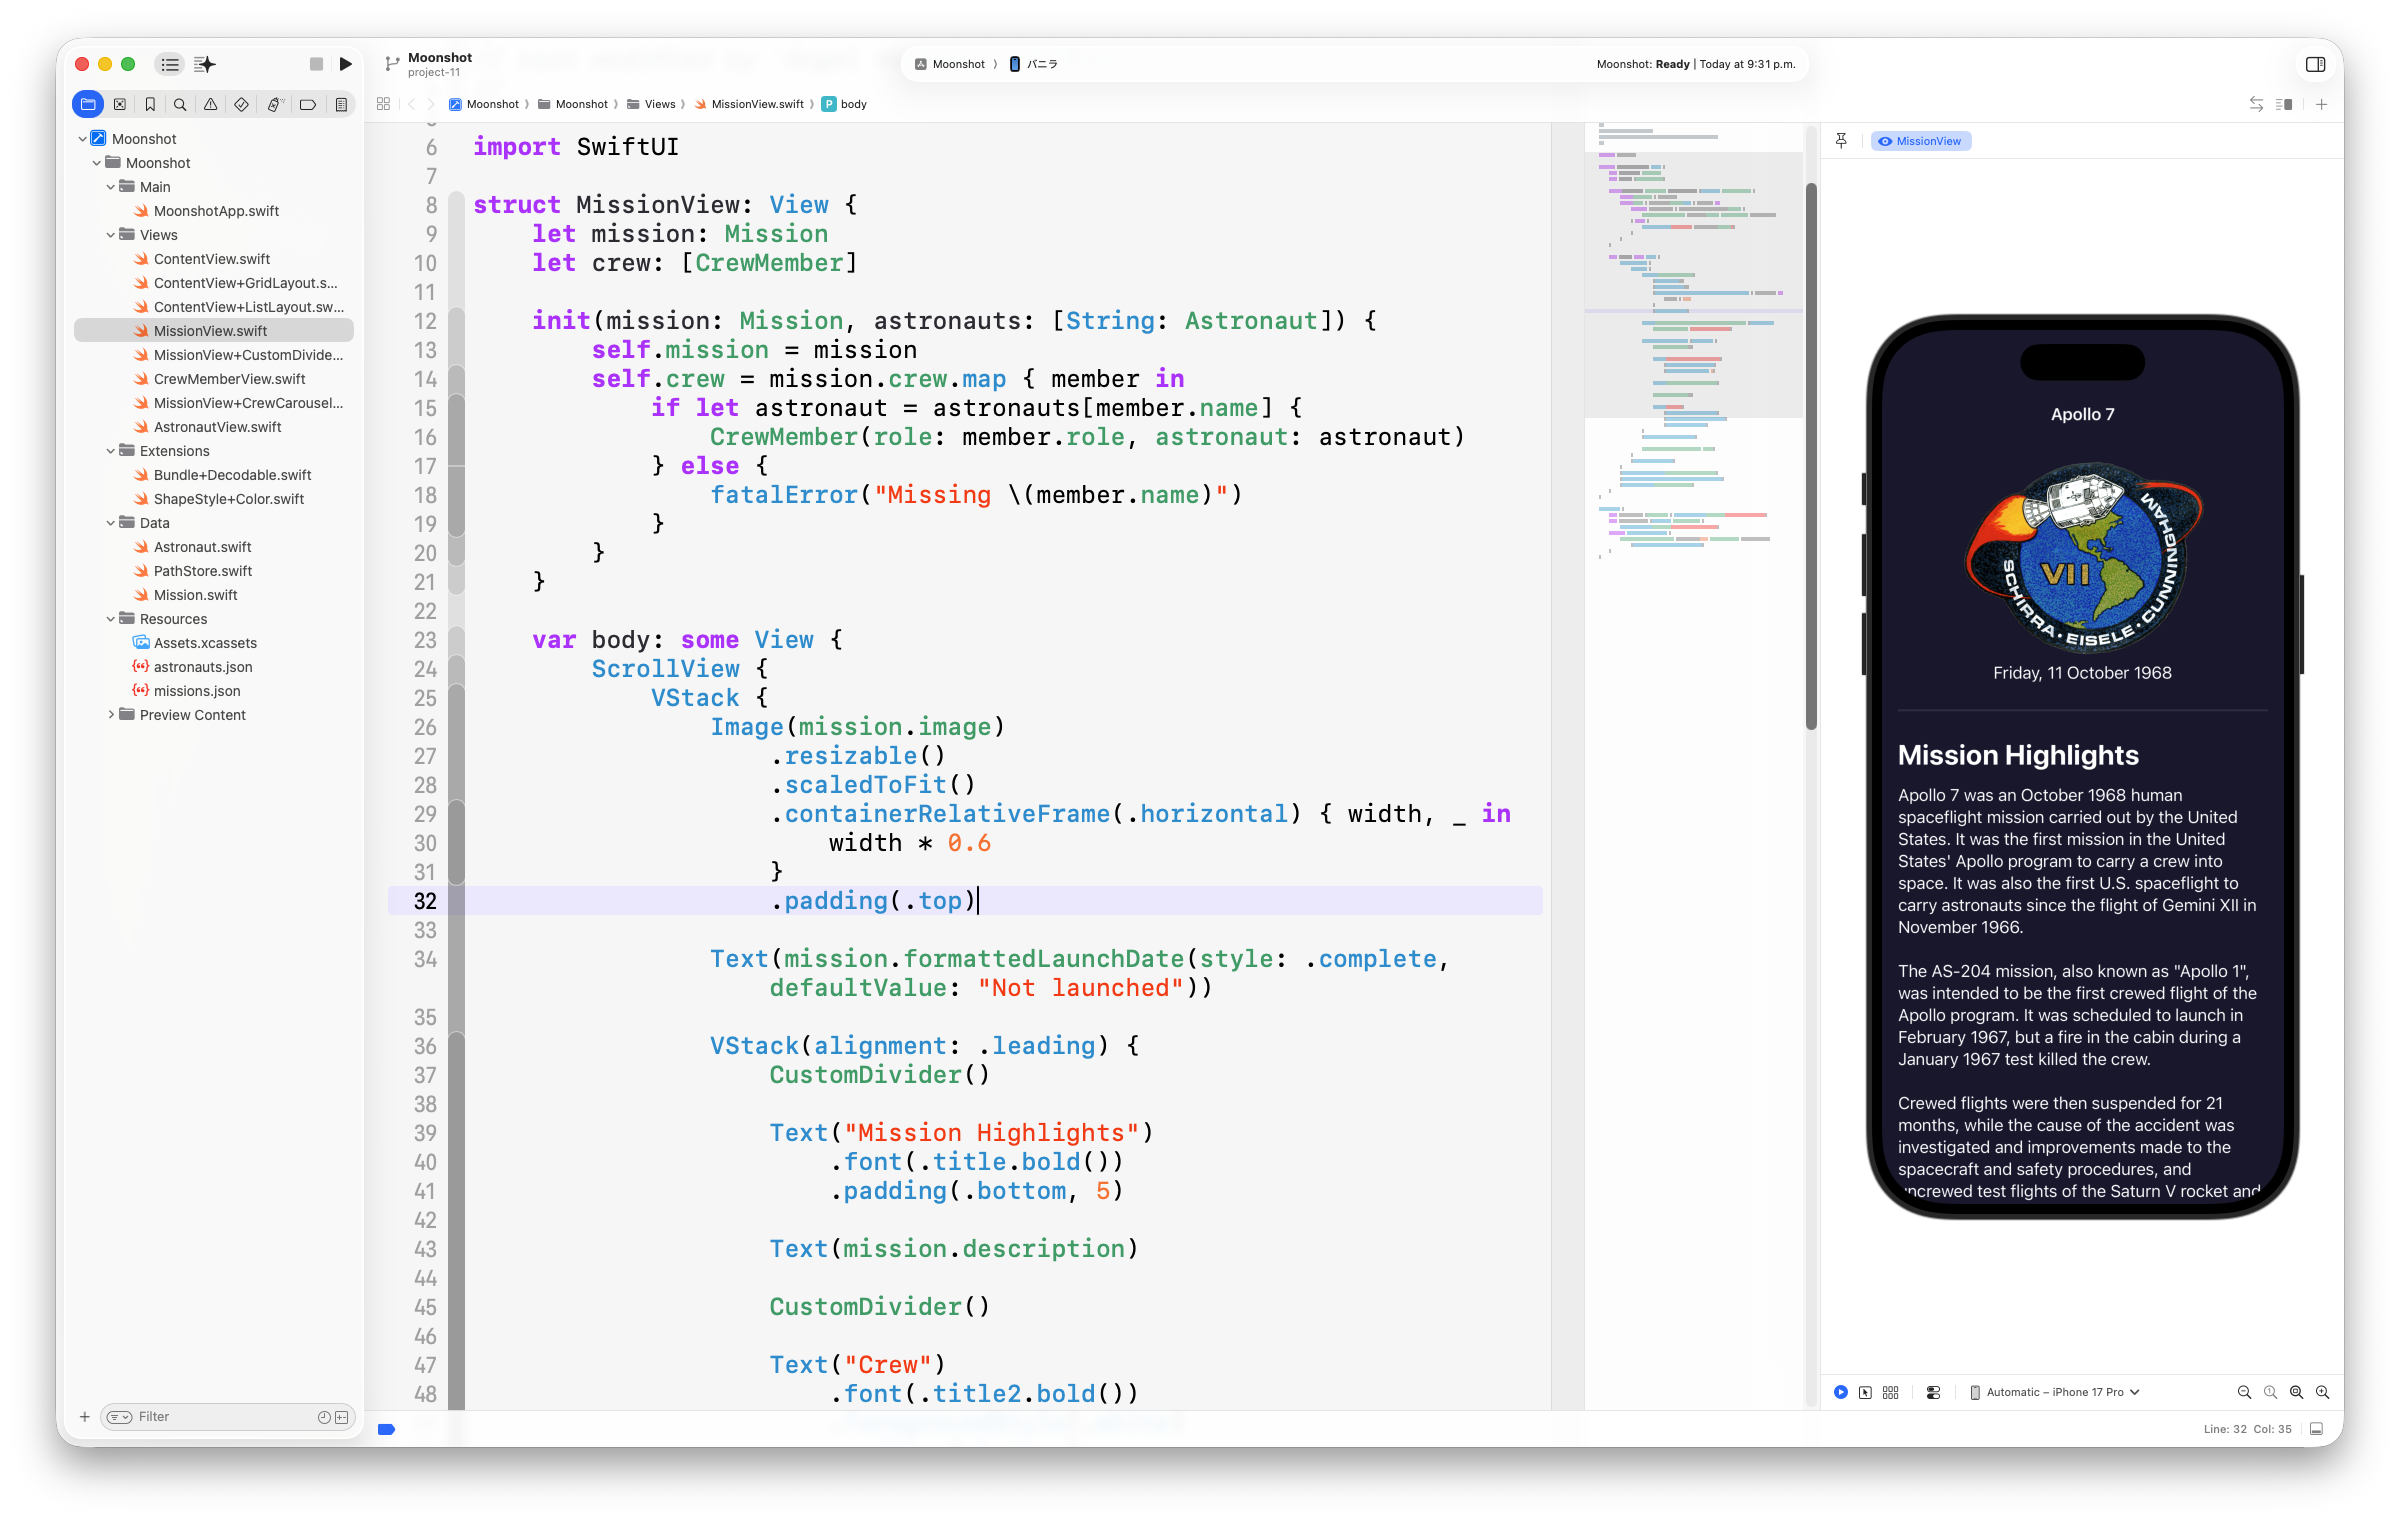 Moonshot
project-11
Moonshot
バニラ
Moonshot: Ready | Today at 9:31 p.m.
Moonshot
Moonshot
Views
MissionView.swift
P
body
Moonshot
Moonshot
Main
MoonshotApp.swift
Views
ContentView.swift
ContentView+GridLayout.s...
ContentView+ListLayout.sw...
MissionView.swift
MissionView+CustomDivide...
CrewMemberView.swift
MissionView+CrewCarousel...
AstronautView.swift
Extensions
Bundle+Decodable.swift
ShapeStyle+Color.swift
Data
Astronaut.swift
PathStore.swift
Mission.swift
Resources
Assets.xcassets
astronauts.json
missions.json
Preview Content
Filter
6 import SwiftUI
7
8 struct MissionView: View {
9 let mission: Mission
10 let crew: [CrewMember]
11
12 init(mission: Mission, astronauts: [String: Astronaut]) {
13 self.mission = mission
14 self.crew = mission.crew.map { member in
15 if let astronaut = astronauts[member.name] {
16 CrewMember(role: member.role, astronaut: astronaut)
17 } else {
18 fatalError("Missing \(member.name)")
19 }
20 }
21 }
22
23 var body: some View {
24 ScrollView {
25 VStack {
26 Image(mission.image)
27 .resizable()
28 .scaledToFit()
29 .containerRelativeFrame(.horizontal) { width, _ in
30 width * 0.6
31 }
32 .padding(.top)
33
34 Text(mission.formattedLaunchDate(style: .complete,
defaultValue: "Not launched"))
35
36 VStack(alignment: .leading) {
37 CustomDivider()
38
39 Text("Mission Highlights")
40 .font(.title.bold())
41 .padding(.bottom, 5)
42
43 Text(mission.description)
44
45 CustomDivider()
46
47 Text("Crew")
48 .font(.title2.bold())
MissionView
Apollo 7
VII
SCHIRRA · EISELE · CUNNINGHAM
Friday, 11 October 1968
Mission Highlights
Apollo 7 was an October 1968 human
spaceflight mission carried out by the United
States. It was the first mission in the United
States' Apollo program to carry a crew into
space. It was also the first U.S. spaceflight to
carry astronauts since the flight of Gemini XII in
November 1966.
The AS-204 mission, also known as "Apollo 1",
was intended to be the first crewed flight of the
Apollo program. It was scheduled to launch in
February 1967, but a fire in the cabin during a
January 1967 test killed the crew.
Crewed flights were then suspended for 21
months, while the cause of the accident was
investigated and improvements made to the
spacecraft and safety procedures, and
uncrewed test flights of the Saturn V rocket and
Automatic – iPhone 17 Pro
Line: 32 Col: 35